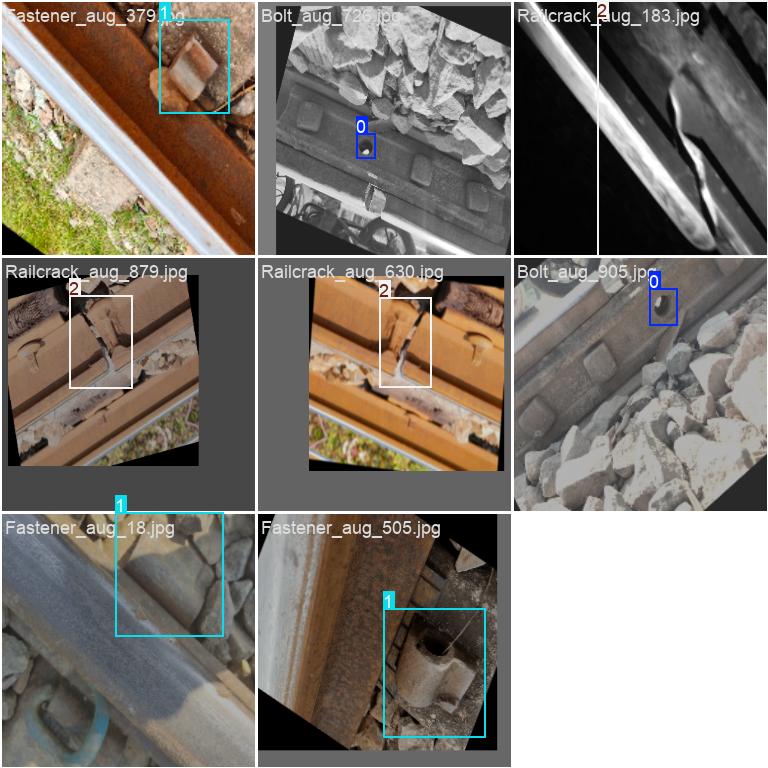 Fastener_aug_379.jpg
1
Bolt_aug_726.jpg
0
Railcrack_aug_183.jpg
2
Railcrack_aug_879.jpg
2
Railcrack_aug_630.jpg
2
Bolt_aug_905.jpg
0
Fastener_aug_18.jpg
1
Fastener_aug_505.jpg
1